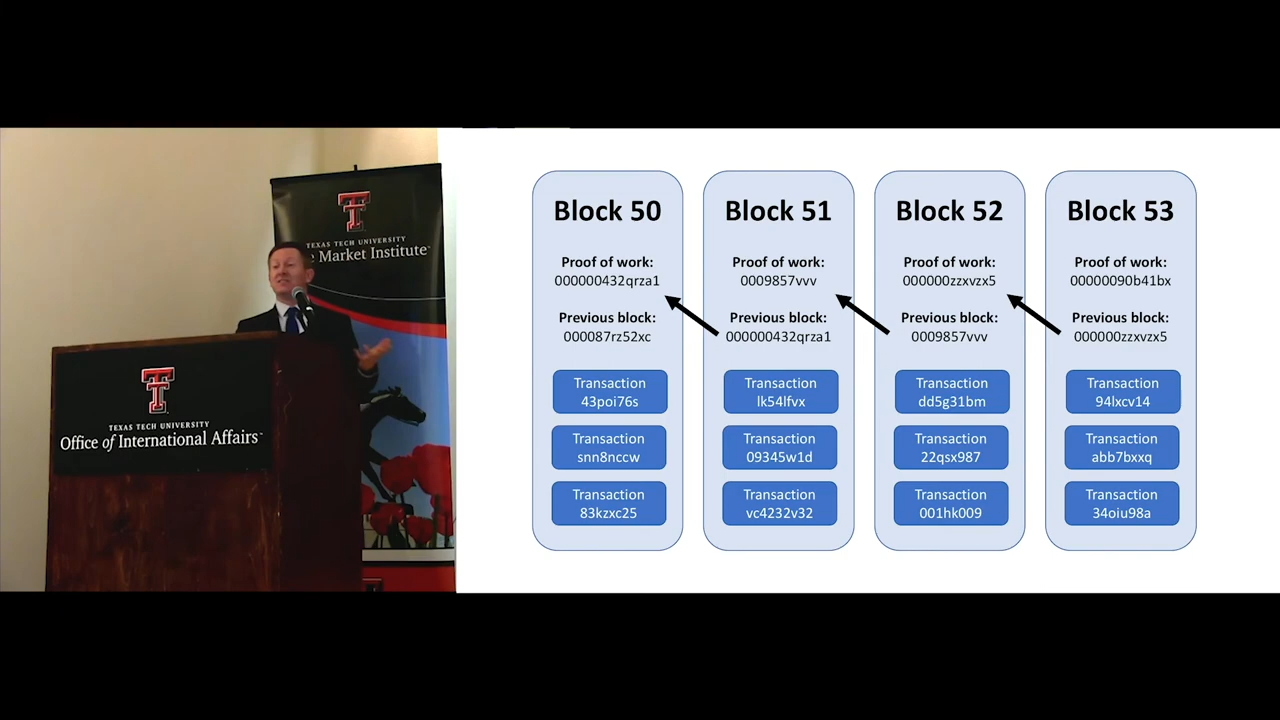 TEXAS TECH UNIVERSITY
Market Institute™
TEXAS TECH UNIVERSITY
Office of International Affairs™
Block 50
Proof of work:
000000432qrza1
Previous block:
000087rz52xc
Transaction
43poi76s
Transaction
snn8nccw
Transaction
83kzxc25
Block 51
Proof of work:
0009857vvv
Previous block:
000000432qrza1
Transaction
lk54lfvx
Transaction
09345w1d
Transaction
vc4232v32
Block 52
Proof of work:
000000zzxvzx5
Previous block:
0009857vvv
Transaction
dd5g31bm
Transaction
22qsx987
Transaction
001hk009
Block 53
Proof of work:
00000090b41bx
Previous block:
000000zzxvzx5
Transaction
94lxcv14
Transaction
abb7bxxq
Transaction
34oiu98a